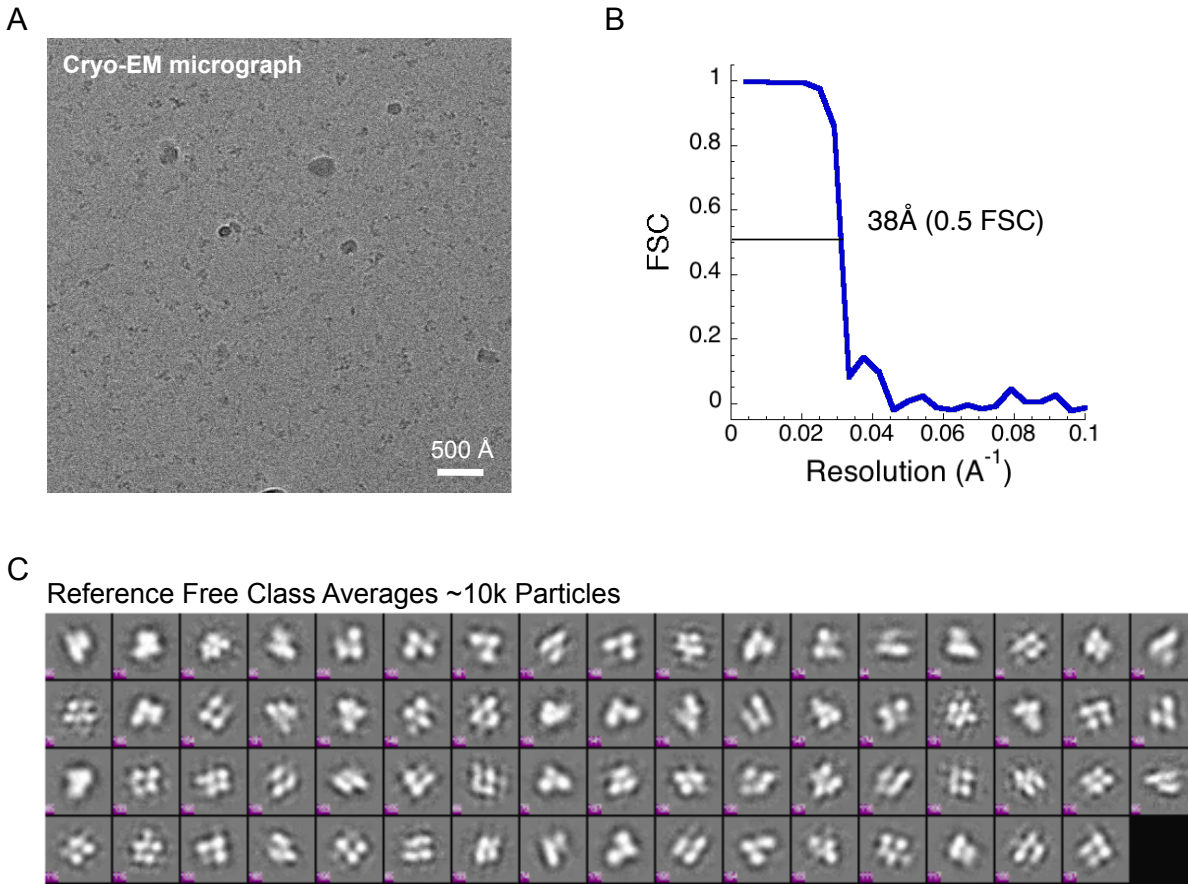 A
Cryo-EM micrograph
500 Å
B
1
0.8
0.6
0.4
0.2
0
FSC
38Å (0.5 FSC)
0
0.02
0.04
0.06
0.08
0.1
Resolution (A-1)
C
Reference Free Class Averages ~10k Particles